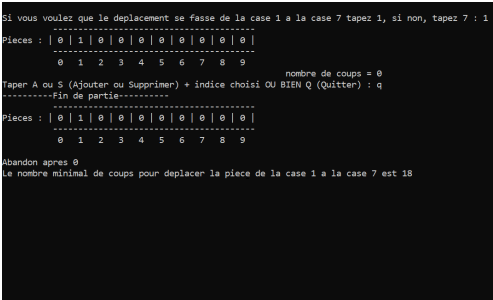 Si vous voulez que le deplacement se fasse de la case 1 a la case 7 tapez 1, si non, tapez 7 : 1
----------------------------------------
Pieces : | 0 | 1 | 0 | 0 | 0 | 0 | 0 | 0 | 0 | 0 |
----------------------------------------
0 1 2 3 4 5 6 7 8 9
nombre de coups = 0
Taper A ou S (Ajouter ou Supprimer) + indice choisi OU BIEN Q (Quitter) : q
----------Fin de partie----------
----------------------------------------
Pieces : | 0 | 1 | 0 | 0 | 0 | 0 | 0 | 0 | 0 | 0 |
----------------------------------------
0 1 2 3 4 5 6 7 8 9
Abandon apres 0
Le nombre minimal de coups pour deplacer la piece de la case 1 a la case 7 est 18